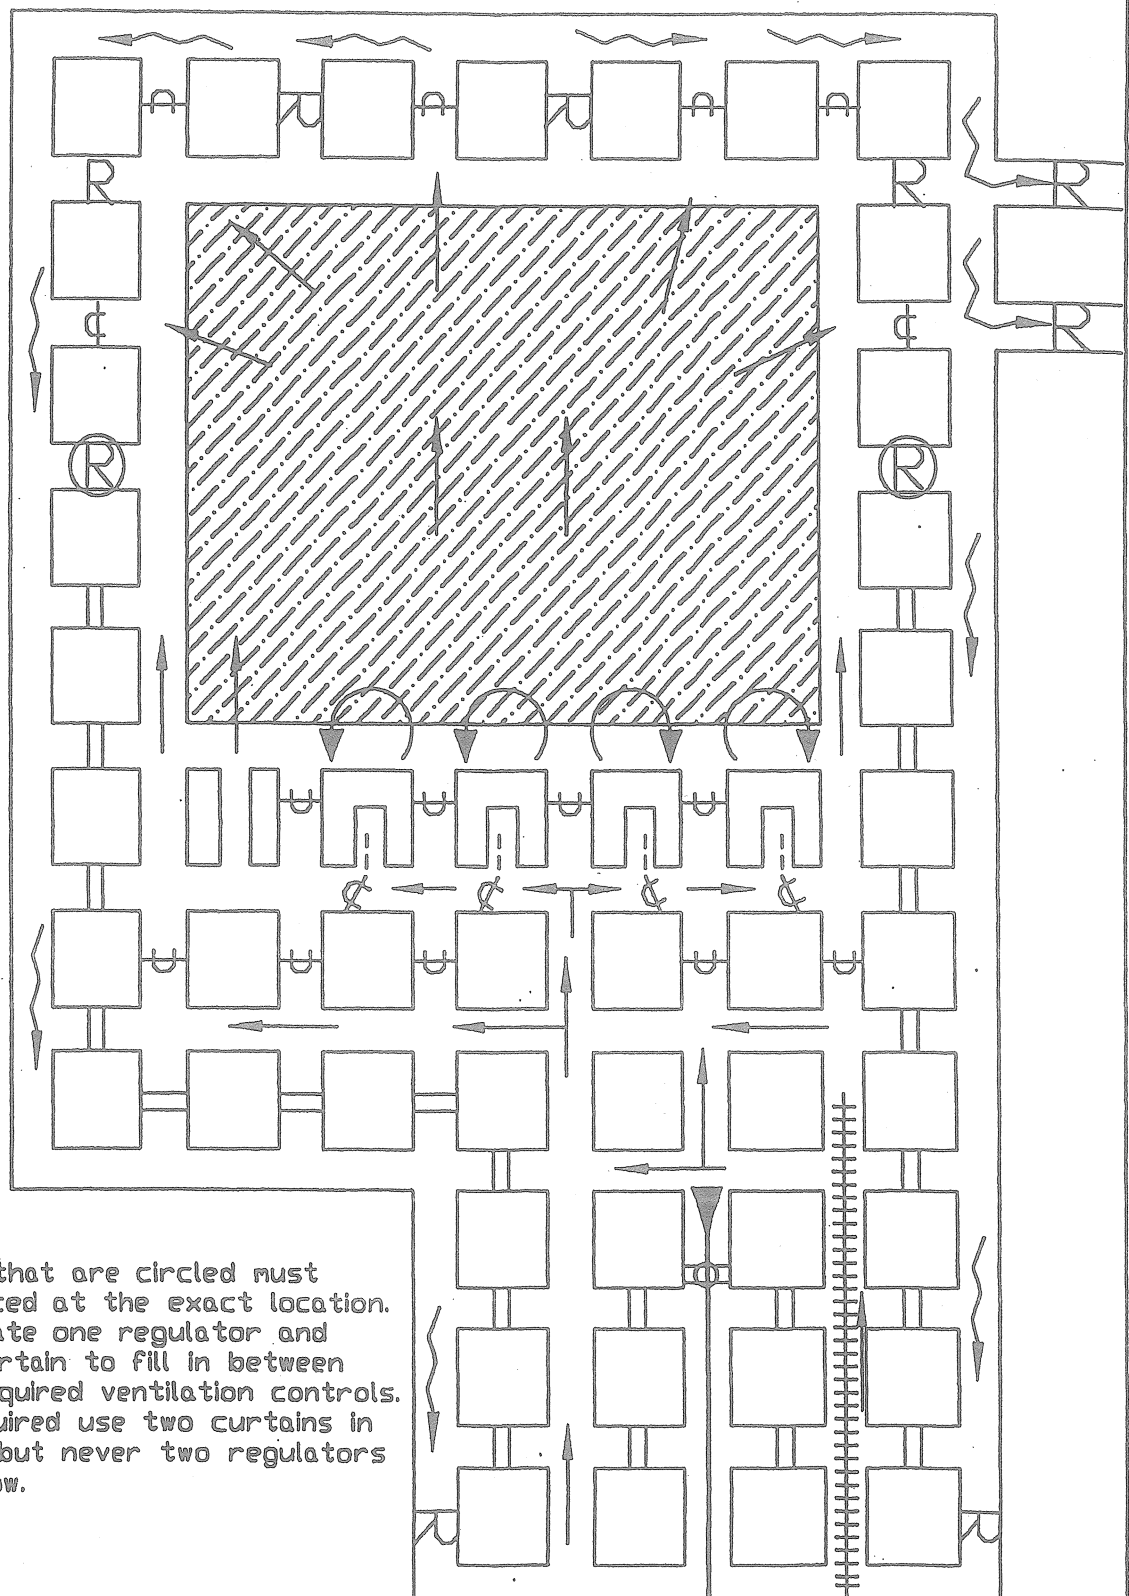 R R
R R
R
R
R
R
R
that are circled must
ted at the exact location.
ate one regulator and
rtain to fill in between
quired ventilation controls.
uired use two curtains in
but never two regulators
ow.
R R